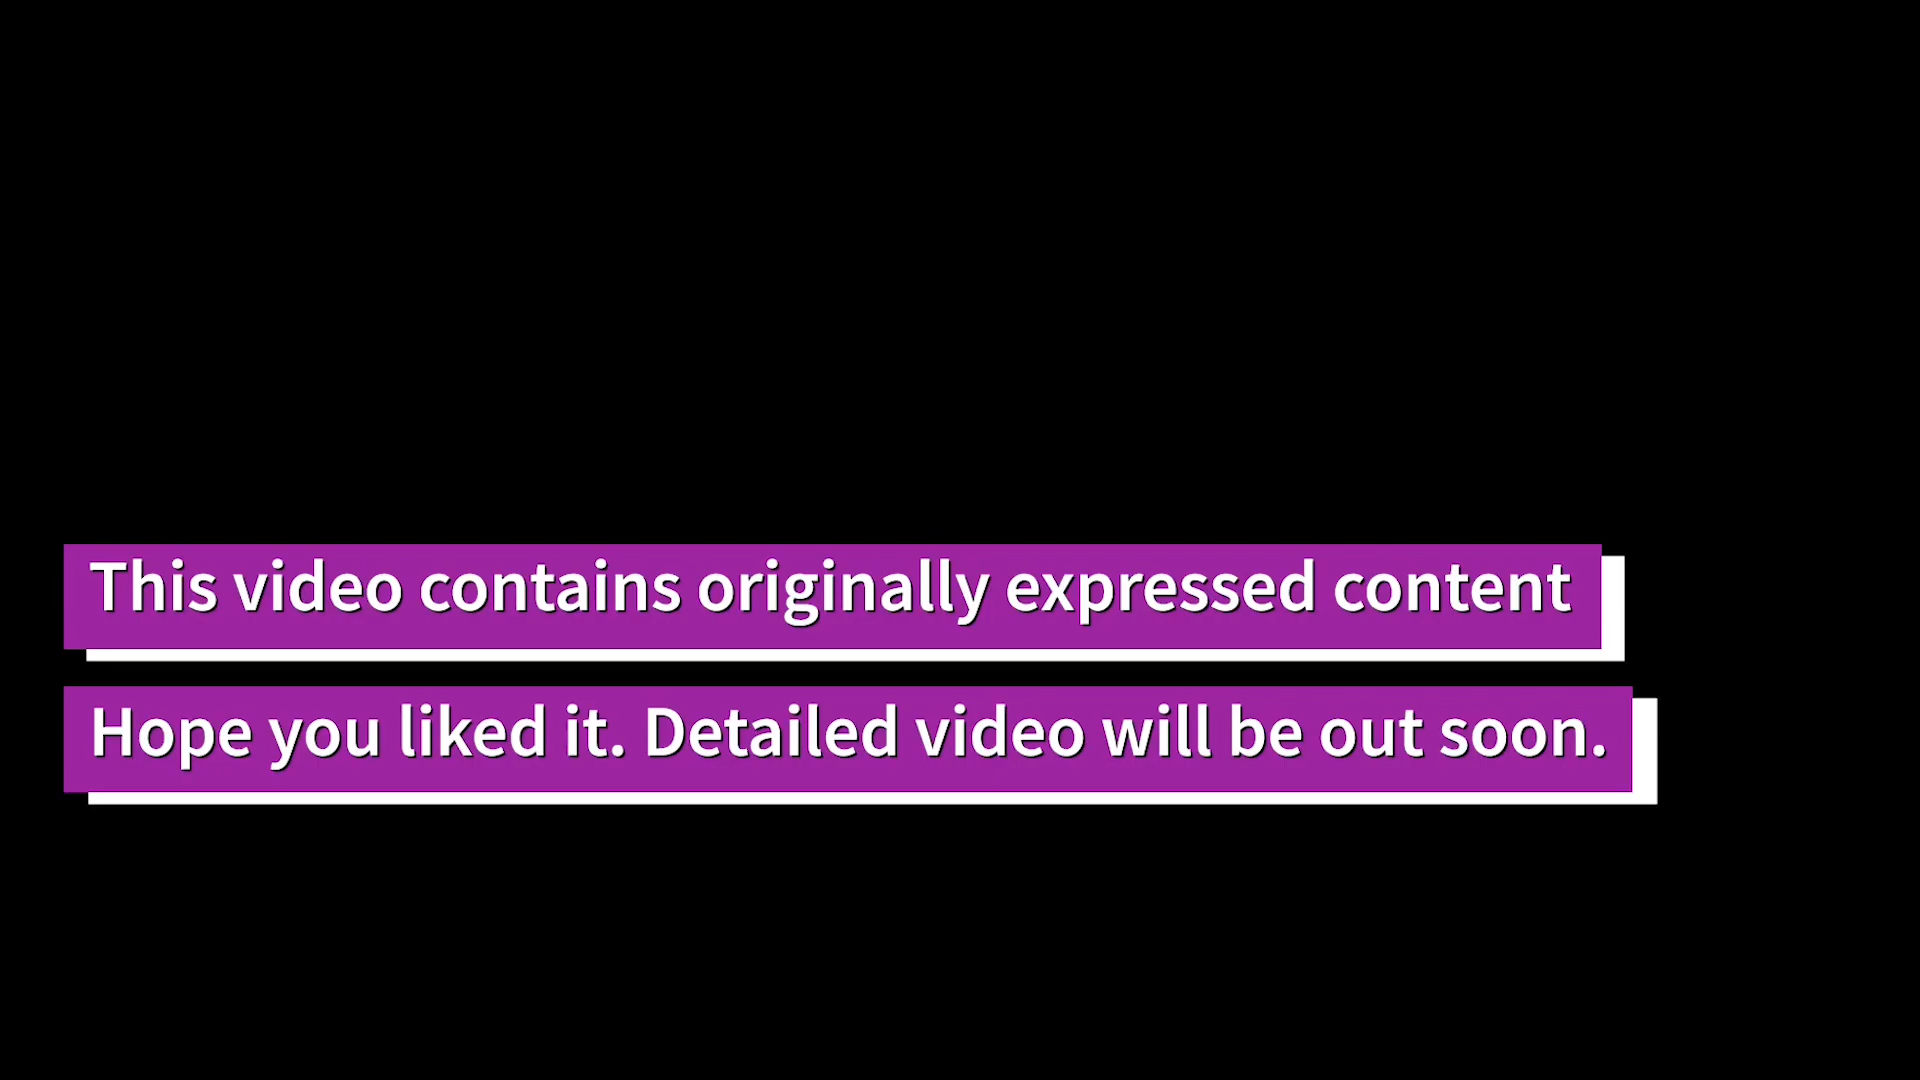 This video contains originally expressed content
Hope you liked it. Detailed video will be out soon.